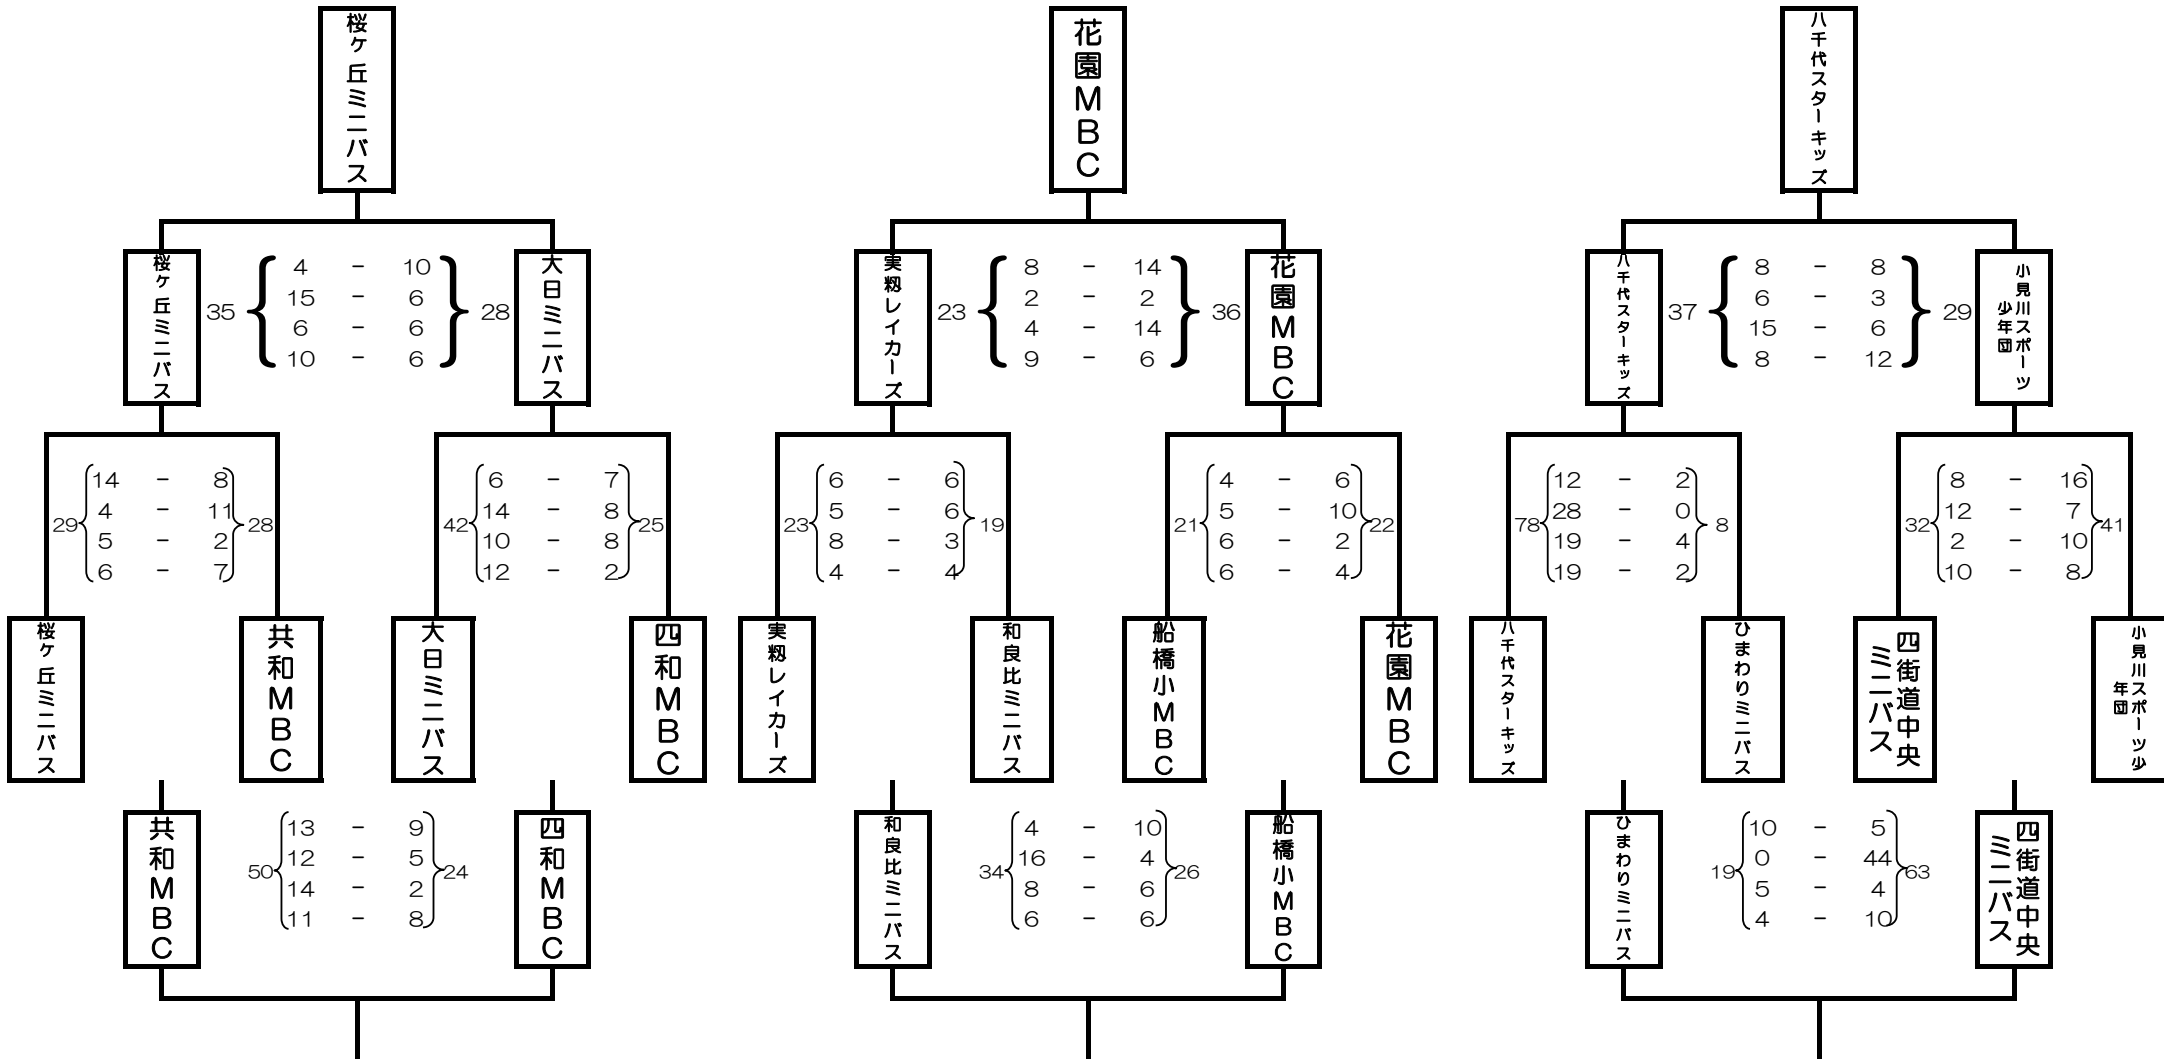 桜ヶ丘ミニバス
花園MBC
八千代スターキッズ
桜ヶ丘ミニバス
35
4 - 10
15 - 6
6 - 6
10 - 6
28
大日ミニバス
実籾レイカーズ
23
8 - 14
2 - 2
4 - 14
9 - 6
36
花園MBC
八千代スターキッズ
37
8 - 8
6 - 3
15 - 6
8 - 12
29
小見川スポーツ
少年団
29
14 - 8
4 - 11
5 - 2
6 - 7
28
42
6 - 7
14 - 8
10 - 8
12 - 2
25
23
6 - 6
5 - 6
8 - 3
4 - 4
19
21
4 - 6
5 - 10
6 - 2
6 - 4
22
78
12 - 2
28 - 0
19 - 4
19 - 2
8
32
8 - 16
12 - 7
2 - 10
10 - 8
41
桜ヶ丘ミニバス
共和MBC
大日ミニバス
四和MBC
実籾レイカーズ
和良比ミニバス
船橋小MBC
花園MBC
八千代スターキッズ
ひまわりミニバス
四街道中央
ミニバス
小見川スポーツ少
年団
共和MBC
50
13 - 9
12 - 5
14 - 2
11 - 8
24
四和MBC
和良比ミニバス
34
4 - 10
16 - 4
8 - 6
6 - 6
26
船橋小MBC
ひまわりミニバス
19
10 - 5
0 - 44
5 - 4
4 - 10
63
四街道中央
ミニバス